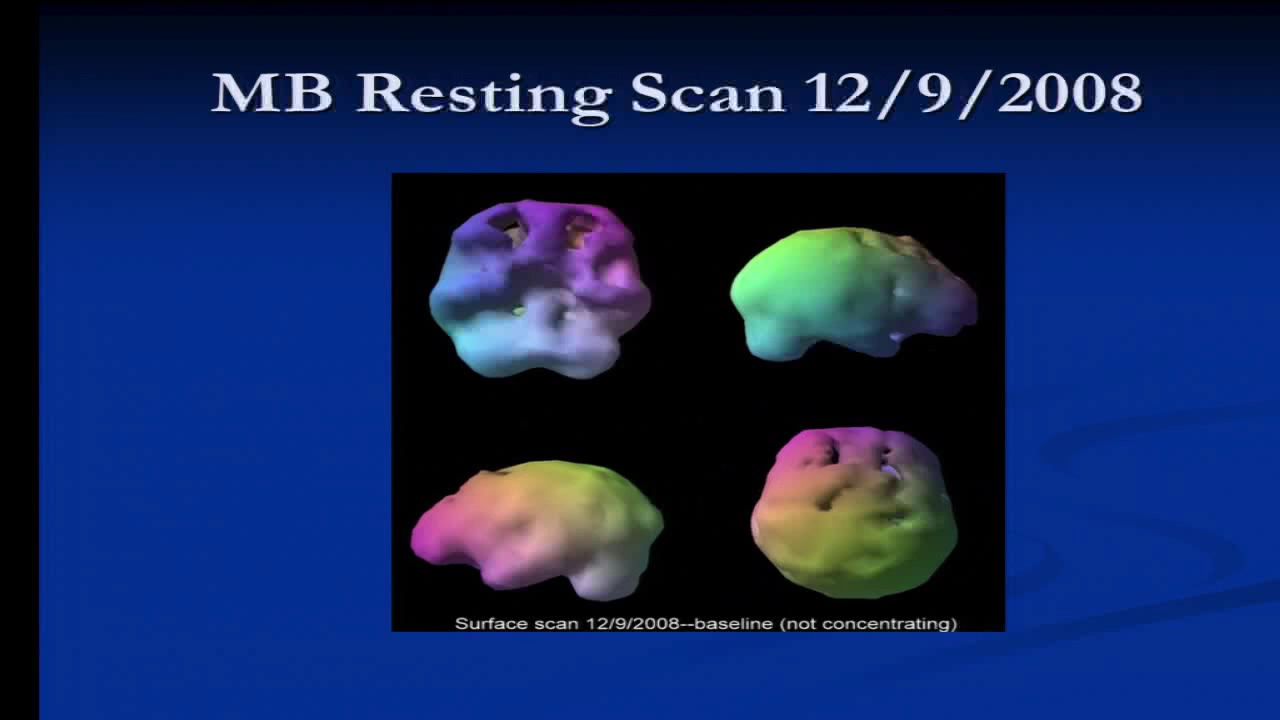 MB Resting Scan 12/9/2008
Surface scan 12/9/2008--baseline (not concentrating)